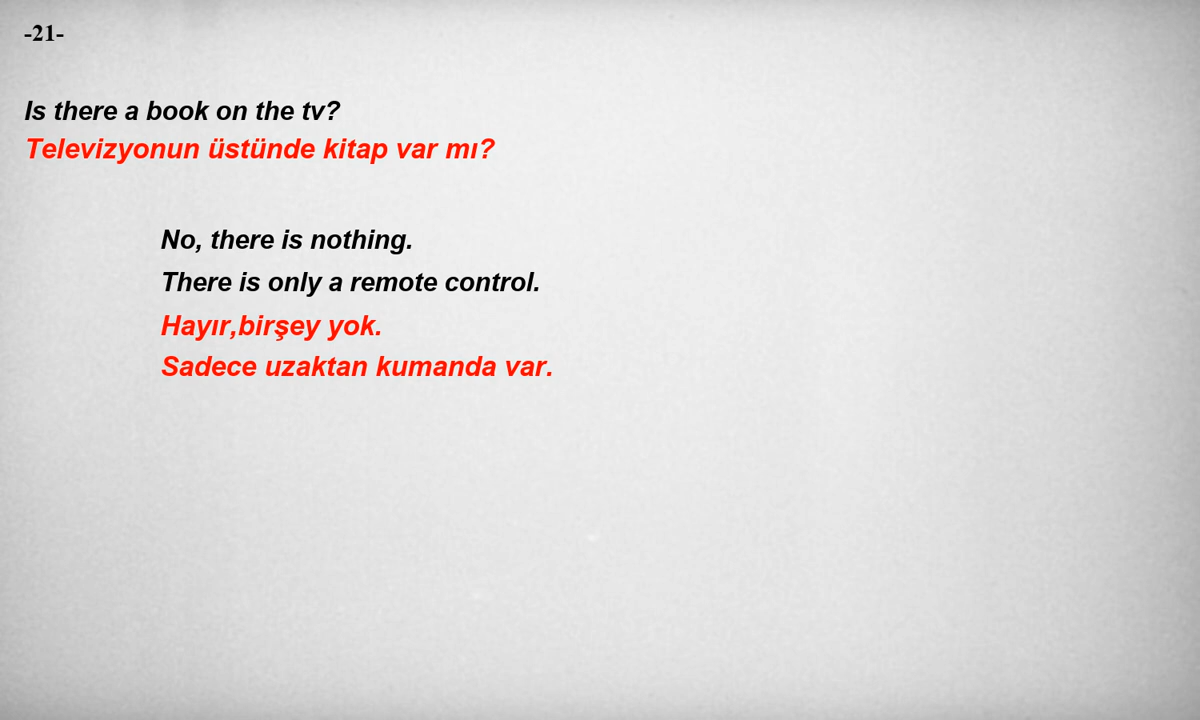 -21-
Is there a book on the tv?
Televizyonun üstünde kitap var mı?
No, there is nothing.
There is only a remote control.
Hayır,birşey yok.
Sadece uzaktan kumanda var.